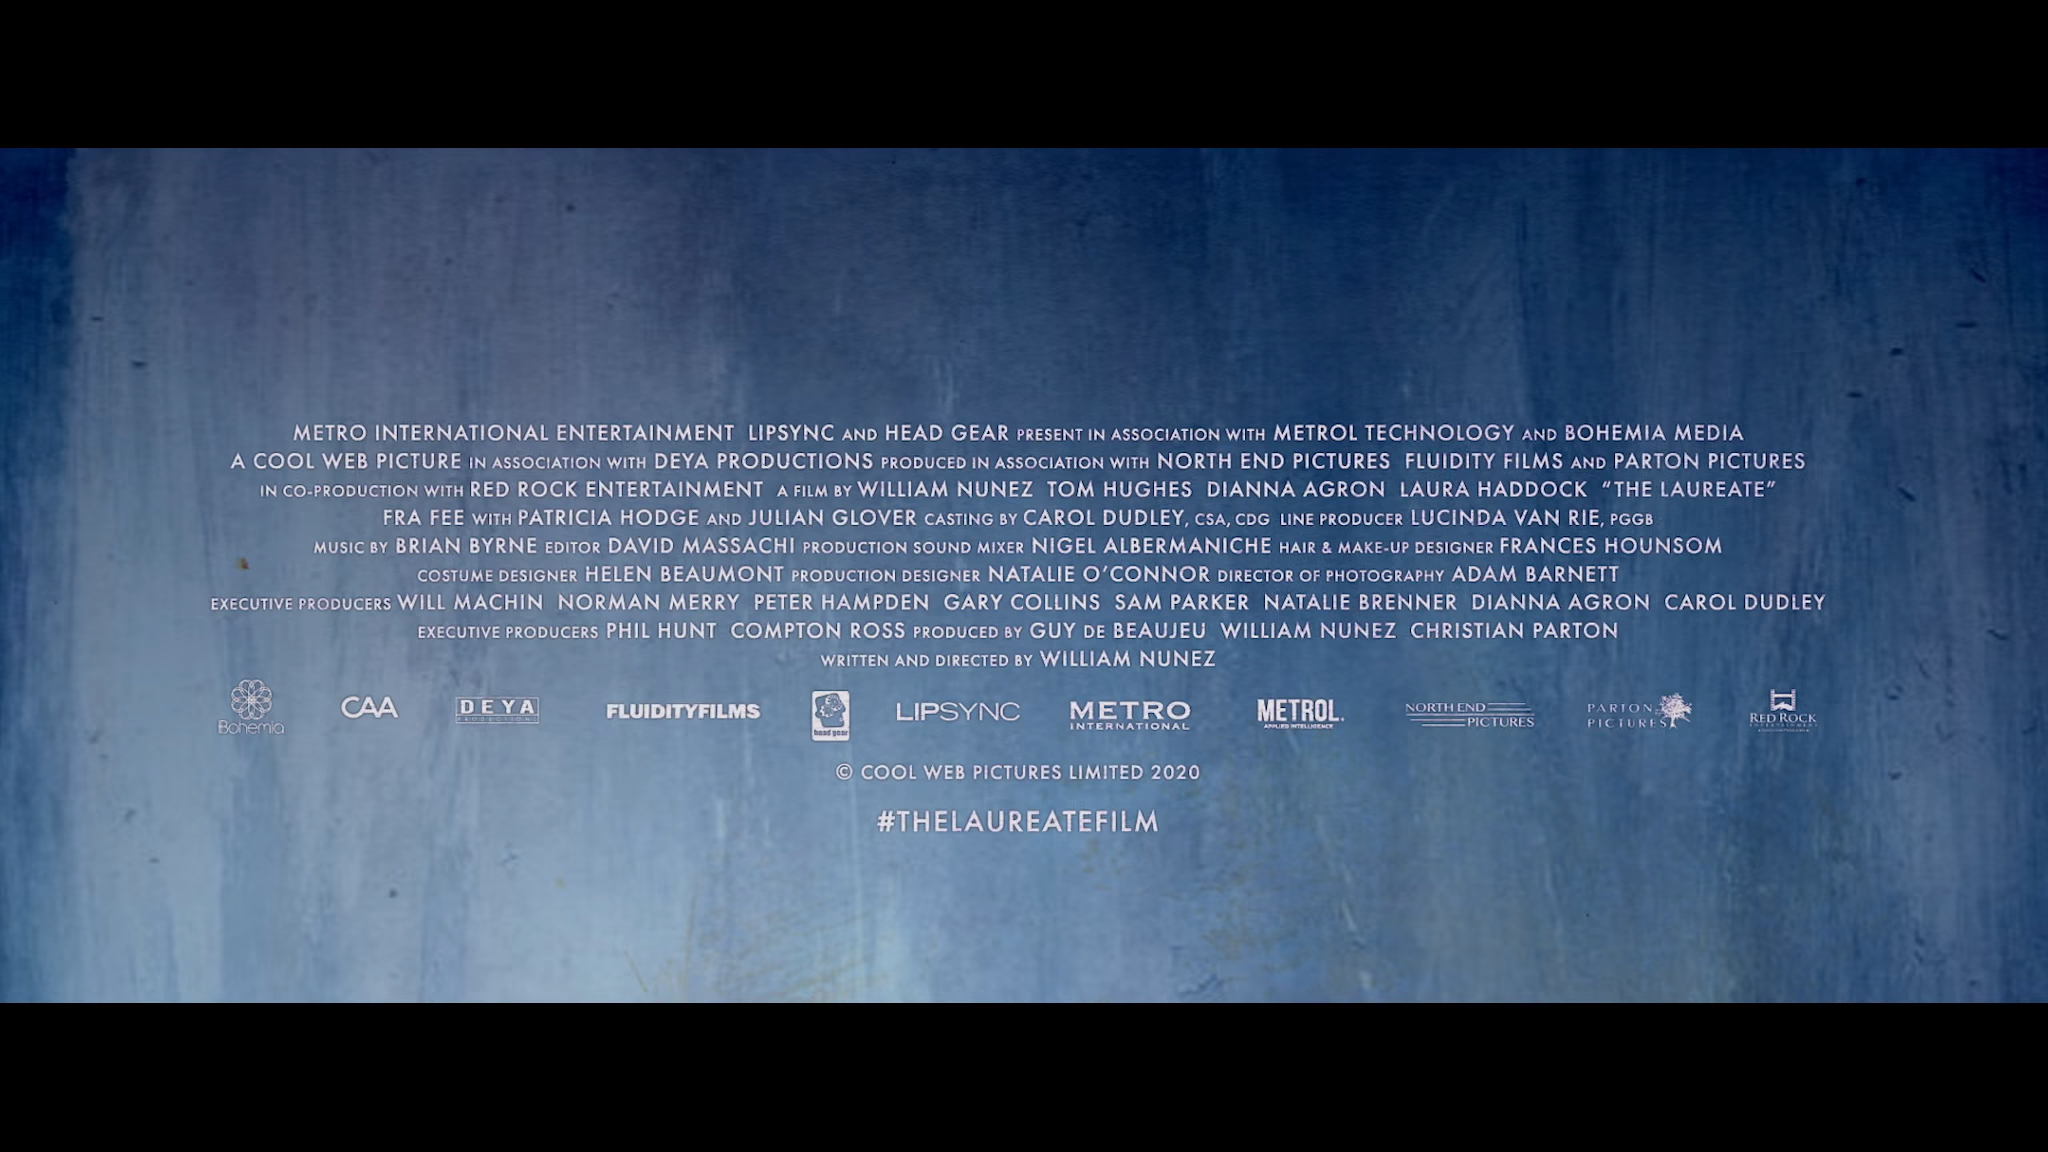 METRO INTERNATIONAL ENTERTAINMENT LIPSYNC AND HEAD GEAR PRESENT IN ASSOCIATION WITH METROL TECHNOLOGY AND BOHEMIA MEDIA
A COOL WEB PICTURE IN ASSOCIATION WITH DEYA PRODUCTIONS PRODUCED IN ASSOCIATION WITH NORTH END PICTURES FLUIDITY FILMS AND PARTON PICTURES
IN CO-PRODUCTION WITH RED ROCK ENTERTAINMENT A FILM BY WILLIAM NUNEZ TOM HUGHES DIANNA AGRON LAURA HADDOCK “THE LAUREATE”
FRA FEE WITH PATRICIA HODGE AND JULIAN GLOVER CASTING BY CAROL DUDLEY, CSA, CDG LINE PRODUCER LUCINDA VAN RIE, PGGB
MUSIC BY BRIAN BYRNE EDITOR DAVID MASSACHI PRODUCTION SOUND MIXER NIGEL ALBERMANICHE HAIR & MAKE-UP DESIGNER FRANCES HOUNSOM
COSTUME DESIGNER HELEN BEAUMONT PRODUCTION DESIGNER NATALIE O’CONNOR DIRECTOR OF PHOTOGRAPHY ADAM BARNETT
EXECUTIVE PRODUCERS WILL MACHIN NORMAN MERRY PETER HAMPDEN GARY COLLINS SAM PARKER NATALIE BRENNER DIANNA AGRON CAROL DUDLEY
EXECUTIVE PRODUCERS PHIL HUNT COMPTON ROSS PRODUCED BY GUY DE BEAUJEU WILLIAM NUNEZ CHRISTIAN PARTON
WRITTEN AND DIRECTED BY WILLIAM NUNEZ
Bohemia
CAA
DEYA
PRODUCTIONS
FLUIDITYFILMS
head gear
LIPSYNC
METRO
INTERNATIONAL
METROL
APPLIED INTELLIGENCE
NORTH END
PICTURES
PARTON
PICTURES
RED ROCK
ENTERTAINMENT
© COOL WEB PICTURES LIMITED 2020
#THELAUREATEFILM